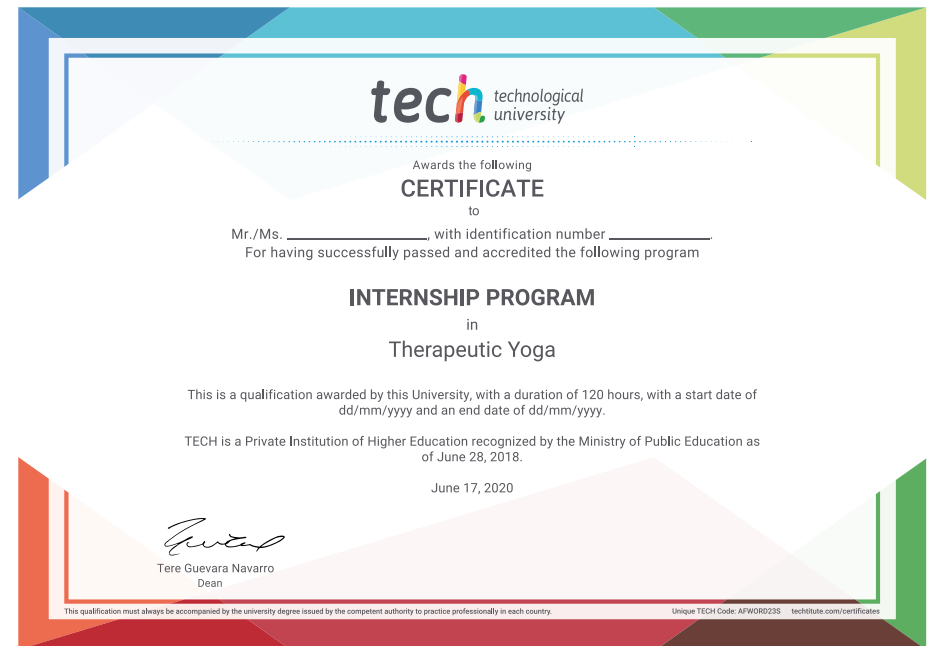 tech technological
university
Awards the following
CERTIFICATE
to
Mr./Ms. ____________________, with identification number ______________.
For having successfully passed and accredited the following program
INTERNSHIP PROGRAM
in
Therapeutic Yoga
This is a qualification awarded by this University, with a duration of 120 hours, with a start date of
dd/mm/yyyy and an end date of dd/mm/yyyy.
TECH is a Private Institution of Higher Education recognized by the Ministry of Public Education as
of June 28, 2018.
June 17, 2020
Tere Guevara Navarro
Dean
This qualification must always be accompanied by the university degree issued by the competent authority to practice professionally in each country.
Unique TECH Code: AFWORD23S techtitute.com/certificates